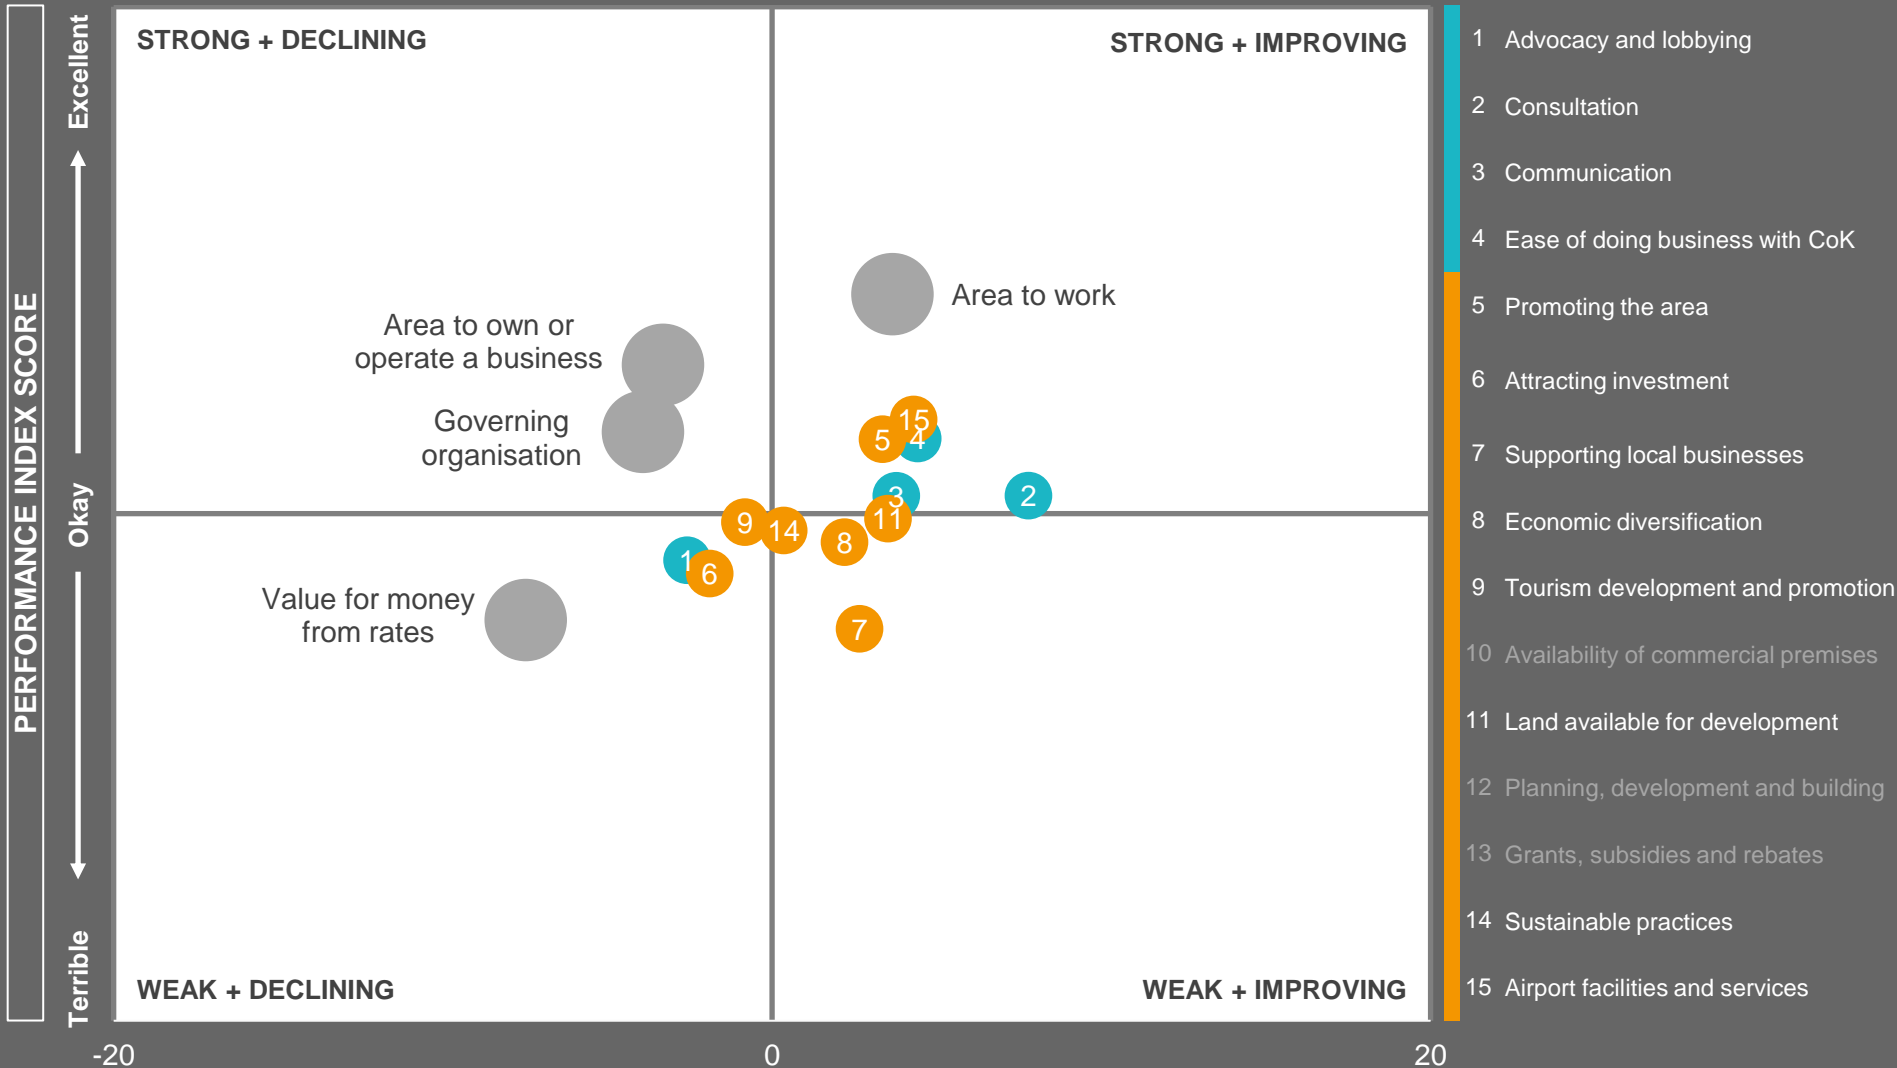 PERFORMANCE INDEX SCORE
Excellent
Okay
Terrible
STRONG + DECLINING
STRONG + IMPROVING
Area to work
Area to own or
operate a business
Governing
organisation
15
5
4
3
2
11
9
14
8
1
6
7
Value for money
from rates
WEAK + DECLINING
WEAK + IMPROVING
-20
0
20
1 Advocacy and lobbying
2 Consultation
3 Communication
4 Ease of doing business with CoK
5 Promoting the area
6 Attracting investment
7 Supporting local businesses
8 Economic diversification
9 Tourism development and promotion
10 Availability of commercial premises
11 Land available for development
12 Planning, development and building
13 Grants, subsidies and rebates
14 Sustainable practices
15 Airport facilities and services